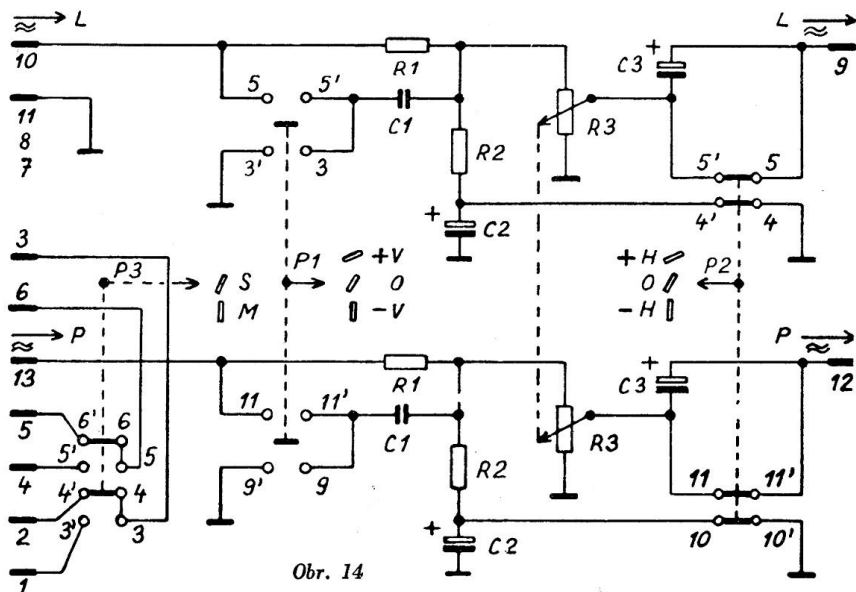 L L
10 R1 C3 + 9
5 5'
11 C1 R3
8 R2
7 3' 3 5' 5
+ C2 4' 4
3
P3 S P1 +V +H P2
6 M O O
-V -H
P P
13 R1 C3 + 12
11 11'
5 6' 6 C1 R3
5' 5 R2
4 9' 9 11 11'
4' 4
2 3' 3 + C2 10 10'
1
Obr. 14